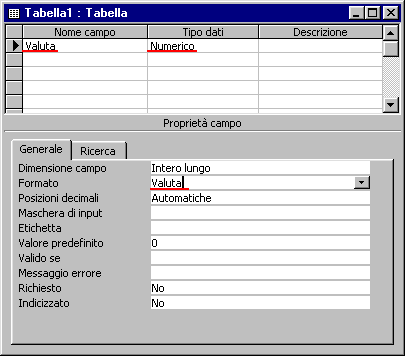 Tabella1 : Tabella
Nome campo Tipo dati Descrizione
Valuta Numerico
Proprietà campo
Generale Ricerca
Dimensione campo Intero lungo
Formato Valuta
Posizioni decimali Automatiche
Maschera di input
Etichetta
Valore predefinito 0
Valido se
Messaggio errore
Richiesto No
Indicizzato No